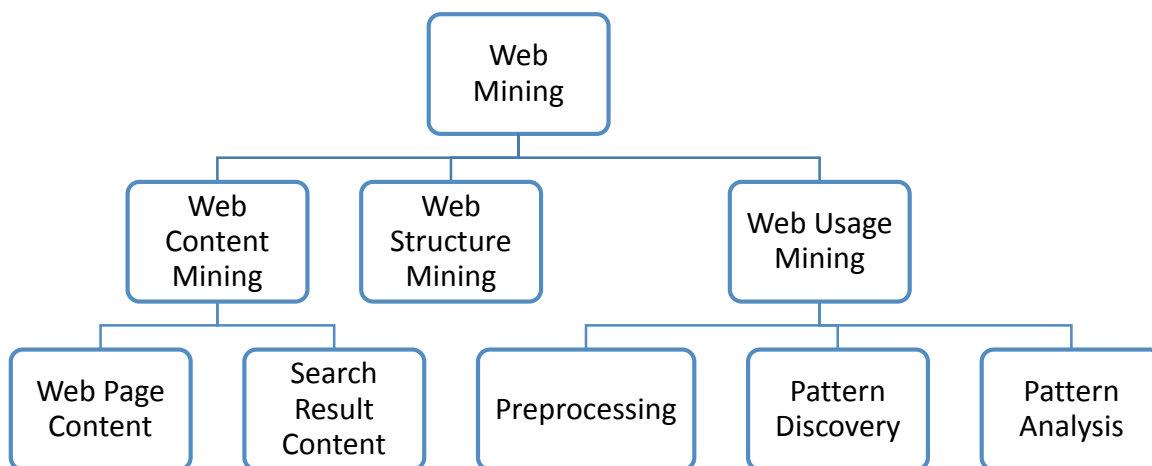 Web
Mining
Web
Content
Mining
Web
Structure
Mining
Web Usage
Mining
Web Page
Content
Search
Result
Content
Preprocessing
Pattern
Discovery
Pattern
Analysis